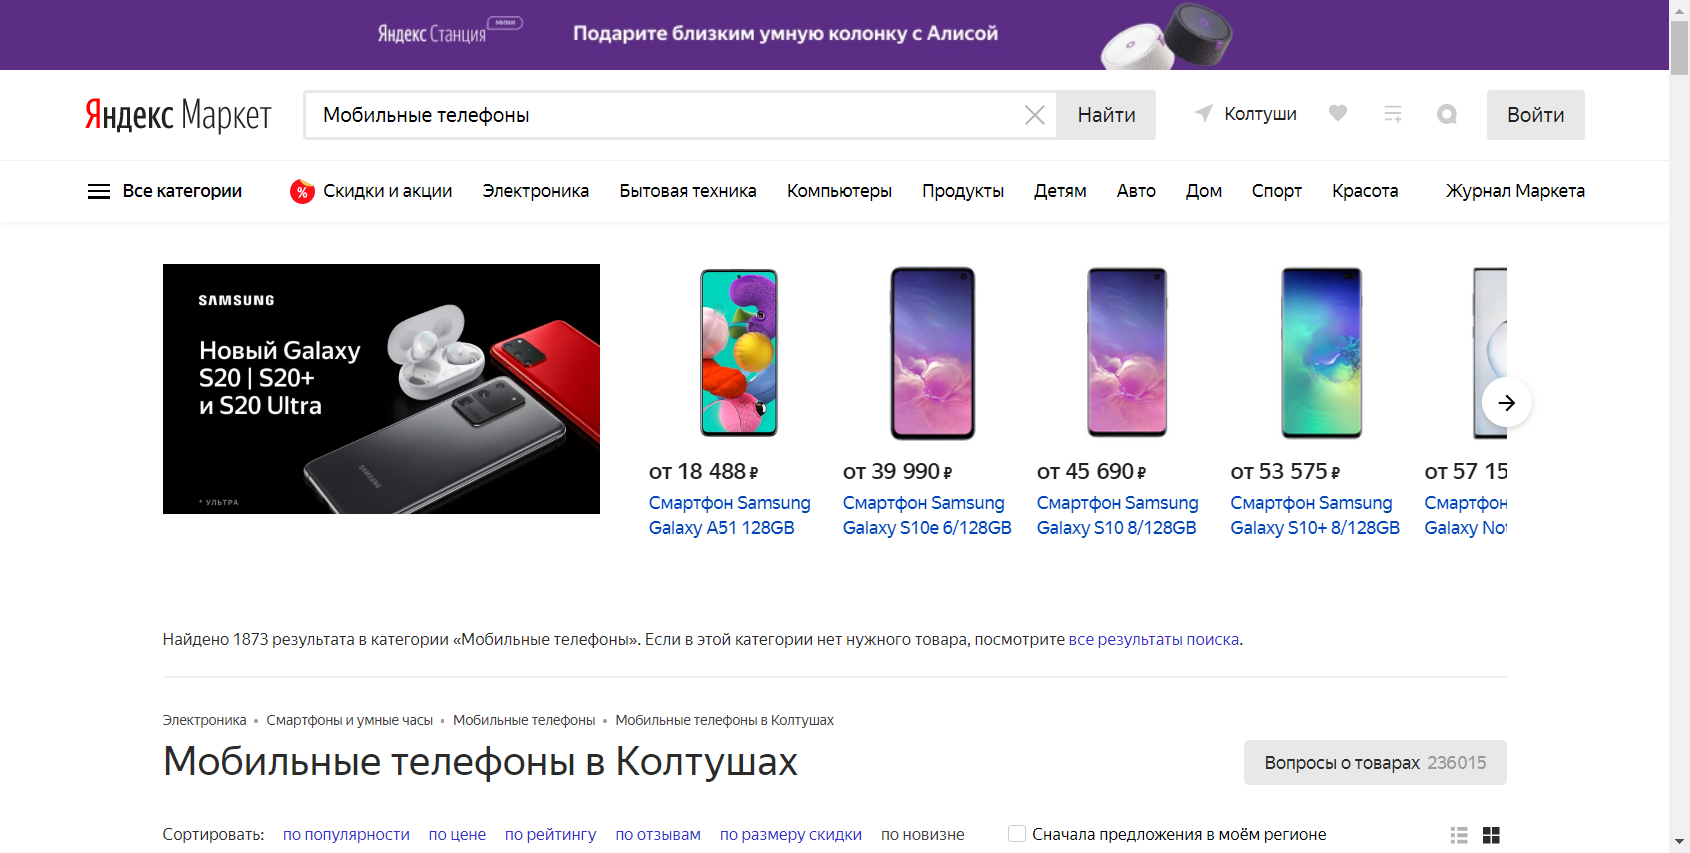 Яндекс Станция мини
Подарите близким умную колонку с Алисой
Яндекс Маркет
Мобильные телефоны
Найти
Колтуши
Войти
Все категории
% Скидки и акции
Электроника
Бытовая техника
Компьютеры
Продукты
Детям
Авто
Дом
Спорт
Красота
Журнал Маркета
SAMSUNG
Новый Galaxy
S20 | S20+
и S20 Ultra
SAMSUNG
* УЛЬТРА
от 18 488 ₽
Смартфон Samsung
Galaxy A51 128GB
от 39 990 ₽
Смартфон Samsung
Galaxy S10e 6/128GB
от 45 690 ₽
Смартфон Samsung
Galaxy S10 8/128GB
от 53 575 ₽
Смартфон Samsung
Galaxy S10+ 8/128GB
от 57 15
Смартфон
Galaxy Not
Найдено 1873 результата в категории «Мобильные телефоны». Если в этой категории нет нужного товара, посмотрите все результаты поиска.
Электроника • Смартфоны и умные часы • Мобильные телефоны • Мобильные телефоны в Колтушах
Мобильные телефоны в Колтушах
Вопросы о товарах 236015
Сортировать: по популярности по цене по рейтингу по отзывам по размеру скидки по новизне
Сначала предложения в моём регионе